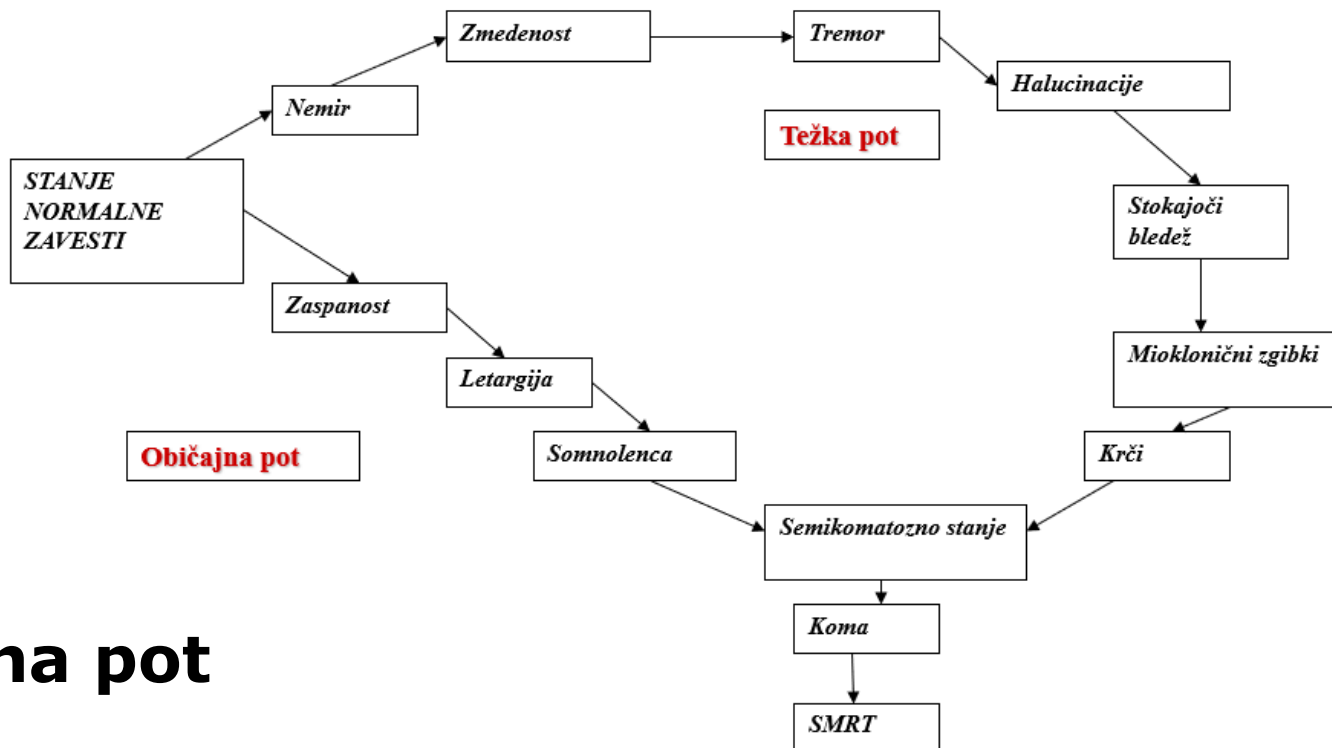 Zmedenost
Tremor
Nemir
Halucinacije
Težka pot
STANJE
NORMALNE
ZAVESTI
Stokajoči
bledež
Zaspanost
Mioklonični zgibki
Letargija
Običajna pot
Somnolenca
Krči
Semikomatozno stanje
Koma
na pot
SMRT